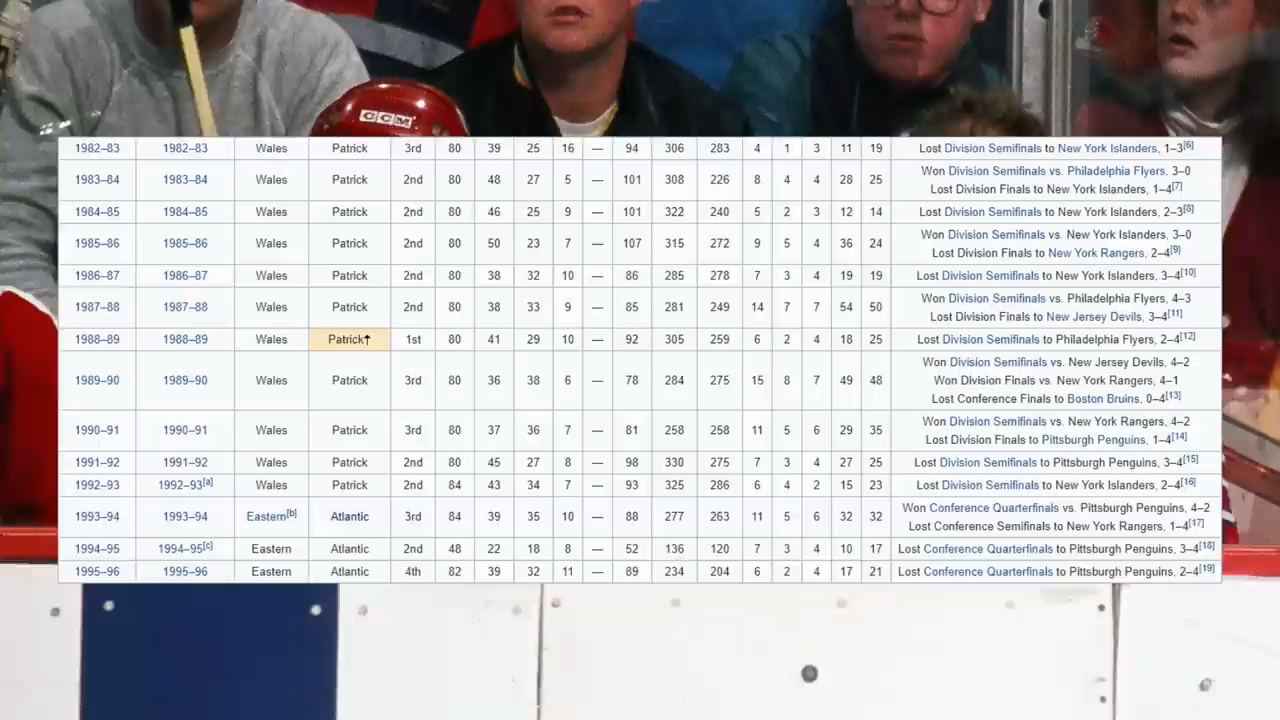 CCM
1982–83 1982–83 Wales Patrick 3rd 80 39 25 16 — 94 306 283 4 1 3 11 19 Lost Division Semifinals to New York Islanders, 1–3[6]
1983–84 1983–84 Wales Patrick 2nd 80 48 27 5 — 101 308 226 8 4 4 28 25 Won Division Semifinals vs. Philadelphia Flyers, 3–0
Lost Division Finals to New York Islanders, 1–4[7]
1984–85 1984–85 Wales Patrick 2nd 80 46 25 9 — 101 322 240 5 2 3 12 14 Lost Division Semifinals to New York Islanders, 2–3[8]
1985–86 1985–86 Wales Patrick 2nd 80 50 23 7 — 107 315 272 9 5 4 36 24 Won Division Semifinals vs. New York Islanders, 3–0
Lost Division Finals to New York Rangers, 2–4[9]
1986–87 1986–87 Wales Patrick 2nd 80 38 32 10 — 86 285 278 7 3 4 19 19 Lost Division Semifinals to New York Islanders, 3–4[10]
1987–88 1987–88 Wales Patrick 2nd 80 38 33 9 — 85 281 249 14 7 7 54 50 Won Division Semifinals vs. Philadelphia Flyers, 4–3
Lost Division Finals to New Jersey Devils, 3–4[11]
1988–89 1988–89 Wales Patrick↑ 1st 80 41 29 10 — 92 305 259 6 2 4 18 25 Lost Division Semifinals to Philadelphia Flyers, 2–4[12]
1989–90 1989–90 Wales Patrick 3rd 80 36 38 6 — 78 284 275 15 8 7 49 48 Won Division Semifinals vs. New Jersey Devils, 4–2
Won Division Finals vs. New York Rangers, 4–1
Lost Conference Finals to Boston Bruins, 0–4[13]
1990–91 1990–91 Wales Patrick 3rd 80 37 36 7 — 81 258 258 11 5 6 29 35 Won Division Semifinals vs. New York Rangers, 4–2
Lost Division Finals to Pittsburgh Penguins, 1–4[14]
1991–92 1991–92 Wales Patrick 2nd 80 45 27 8 — 98 330 275 7 3 4 27 25 Lost Division Semifinals to Pittsburgh Penguins, 3–4[15]
1992–93 1992–93[a] Wales Patrick 2nd 84 43 34 7 — 93 325 286 6 4 2 15 23 Lost Division Semifinals to New York Islanders, 2–4[16]
1993–94 1993–94 Eastern[b] Atlantic 3rd 84 39 35 10 — 88 277 263 11 5 6 32 32 Won Conference Quarterfinals vs. Pittsburgh Penguins, 4–2
Lost Conference Semifinals to New York Rangers, 1–4[17]
1994–95 1994–95[c] Eastern Atlantic 2nd 48 22 18 8 — 52 136 120 7 3 4 10 17 Lost Conference Quarterfinals to Pittsburgh Penguins, 3–4[18]
1995–96 1995–96 Eastern Atlantic 4th 82 39 32 11 — 89 234 204 6 2 4 17 21 Lost Conference Quarterfinals to Pittsburgh Penguins, 2–4[19]